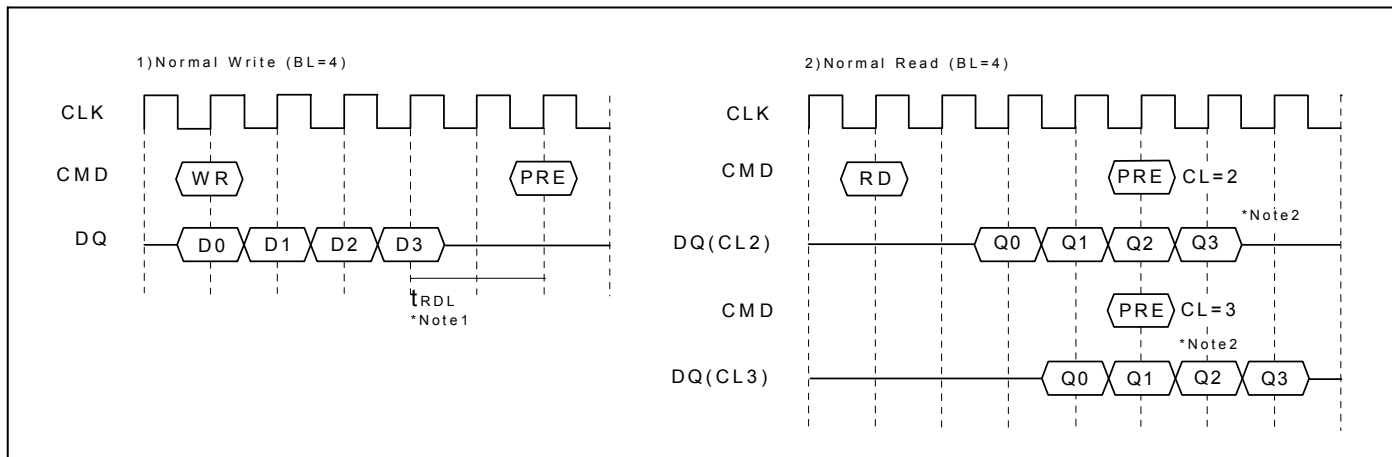 1)Normal Write (BL=4)
CLK
CMD WR PRE
DQ D0 D1 D2 D3
tRDL
*Note1
2)Normal Read (BL=4)
CLK
CMD RD PRE CL=2
*Note2
DQ(CL2) Q0 Q1 Q2 Q3
CMD PRE CL=3
*Note2
DQ(CL3) Q0 Q1 Q2 Q3